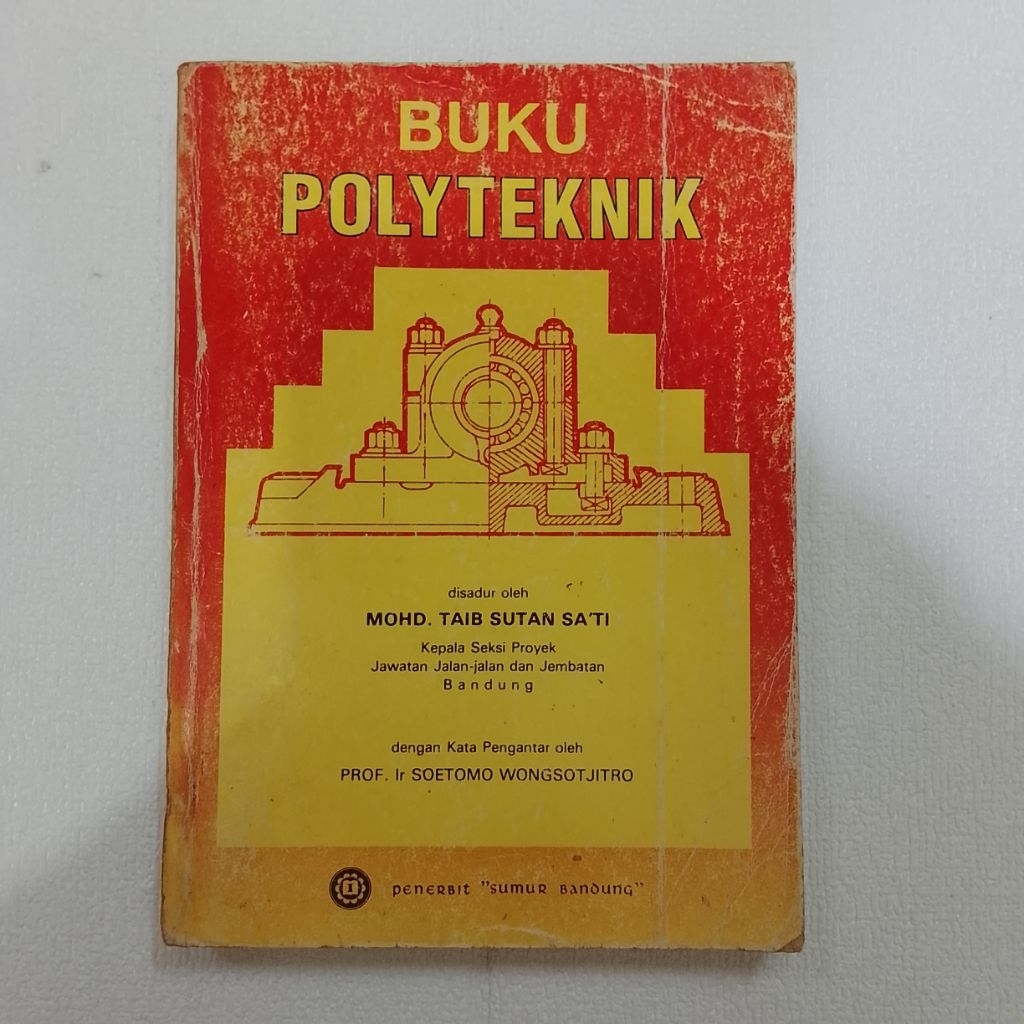 BUKU
POLYTEKNIK
disadur oleh
MOHD. TAIB SUTAN SA'TI
Kepala Seksi Proyek
Jawatan Jalan-jalan dan Jembatan
Bandung
dengan Kata Pengantar oleh
PROF. Ir SOETOMO WONGSOTJITRO
PENERBIT "SUMUR BANDUNG"